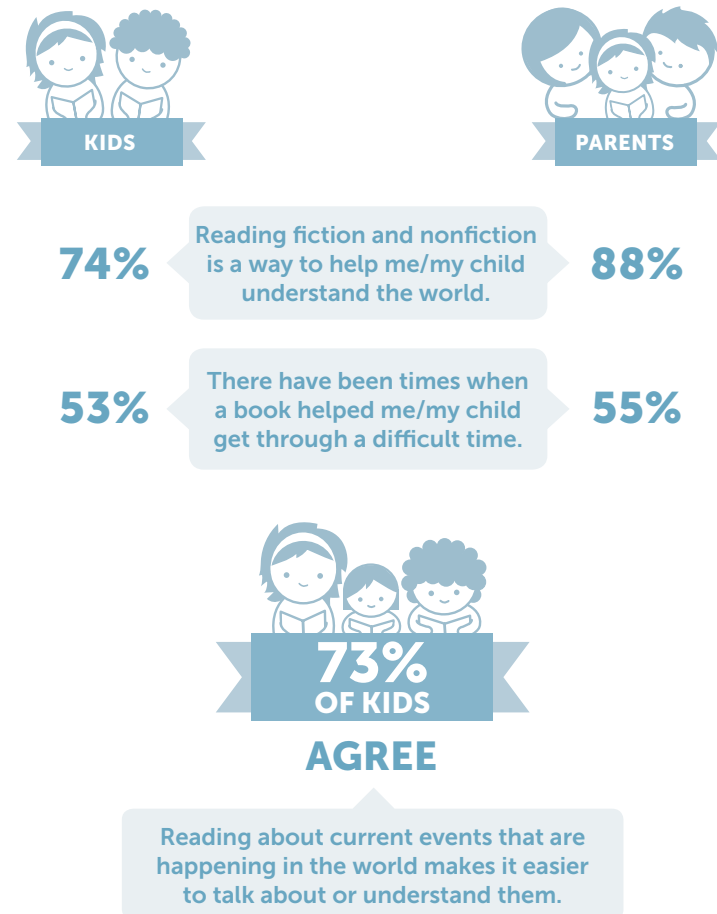 KIDS
PARENTS
74%
Reading fiction and nonfiction
is a way to help me/my child
understand the world.
88%
53%
There have been times when
a book helped me/my child
get through a difficult time.
55%
73%
OF KIDS
AGREE
Reading about current events that are
happening in the world makes it easier
to talk about or understand them.